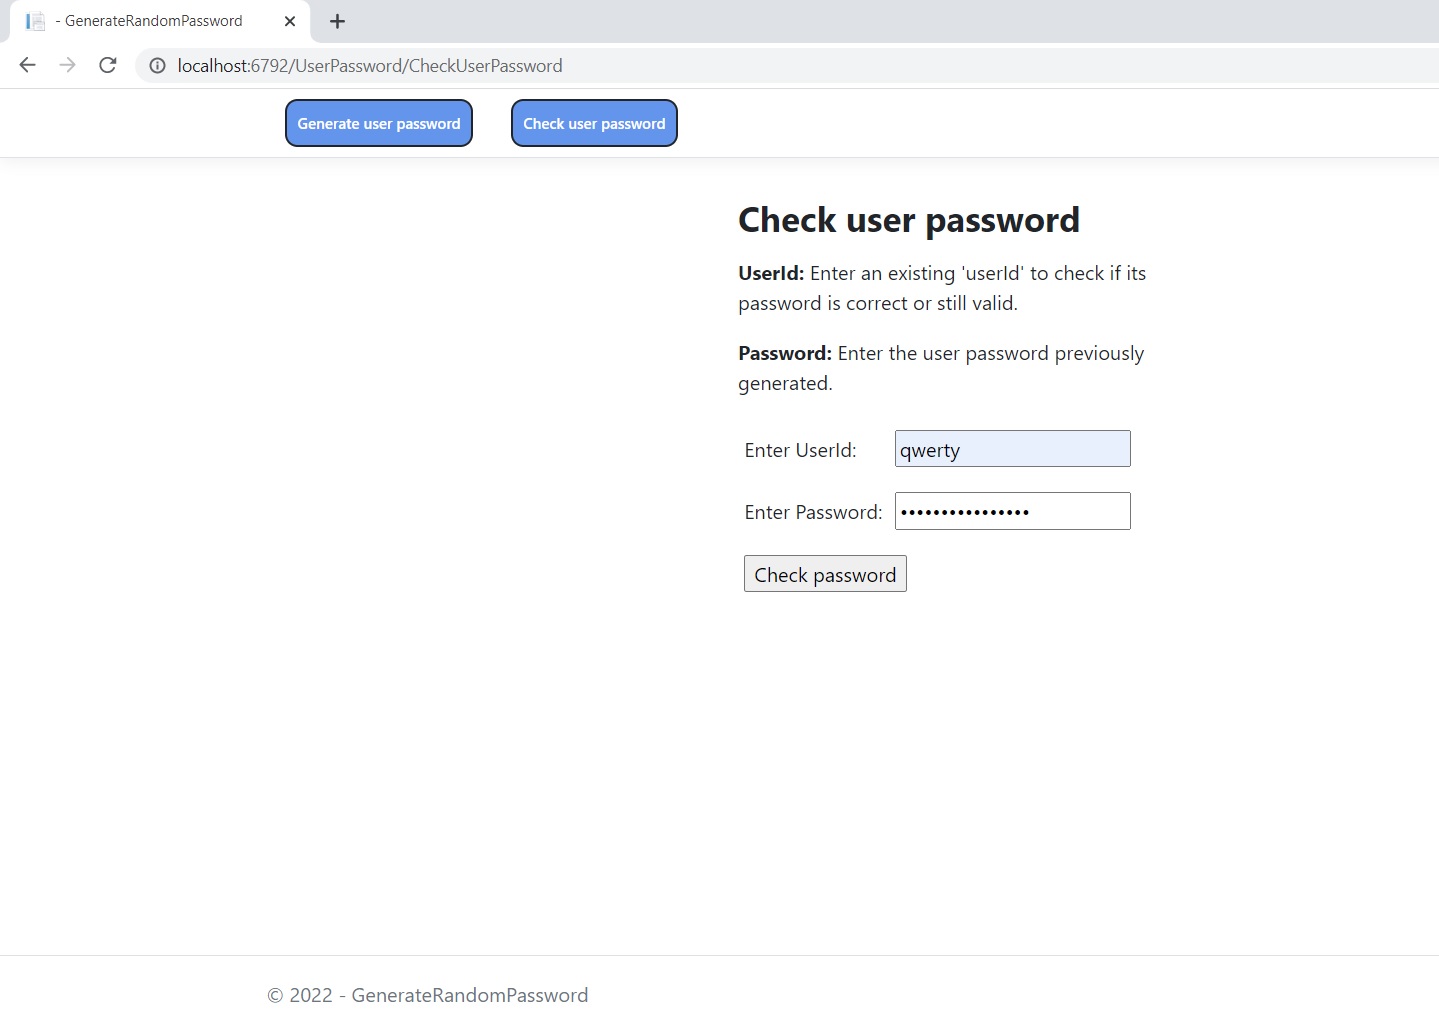 - GenerateRandomPassword
localhost:6792/UserPassword/CheckUserPassword
Generate user password
Check user password
Check user password
UserId: Enter an existing 'userId' to check if its
password is correct or still valid.
Password: Enter the user password previously
generated.
Enter UserId:
qwerty
Enter Password:
••••••••••••••••
Check password
© 2022 - GenerateRandomPassword